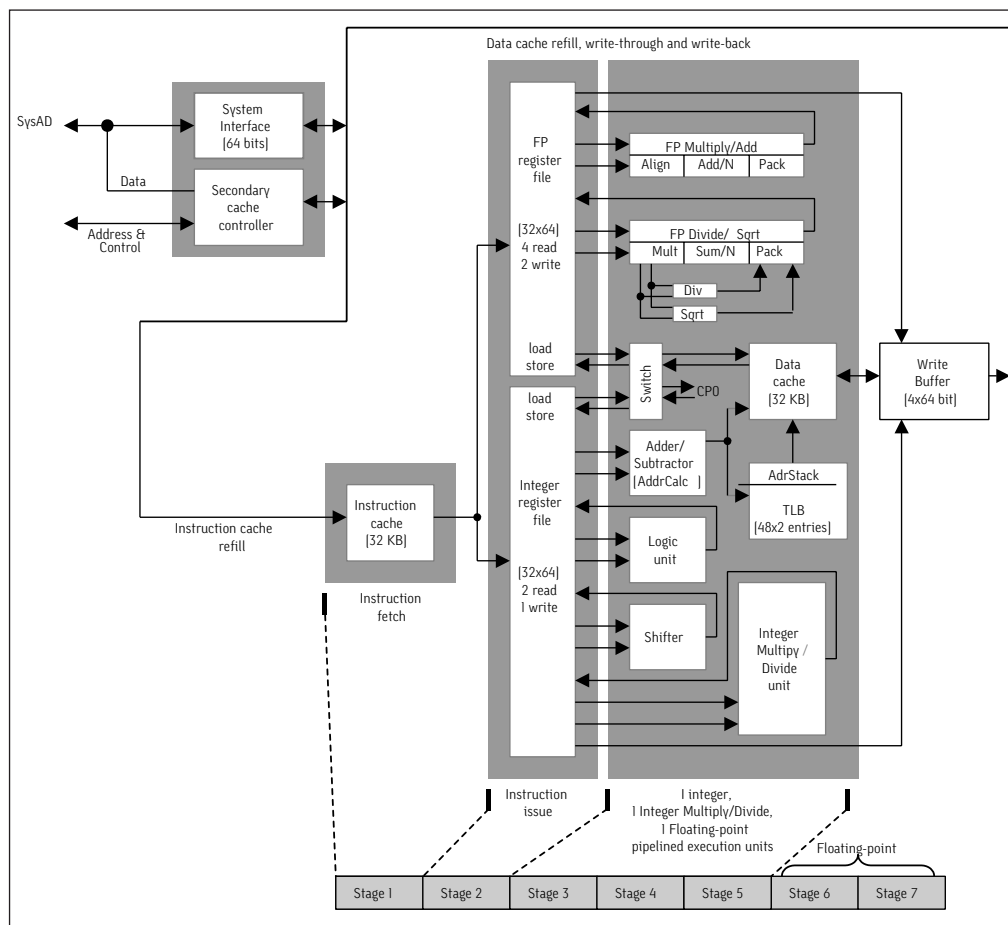 Data cache refill, write-through and write-back
SysAD
System
Interface
[64 bits]
Data
Secondary
cache
controller
Address &
Control
FP
register
file
[32x64]
4 read
2 write
load
store
FP Multiply/Add
Align
Add/N
Pack
FP Divide/ Sqrt
Mult
Sum/N
Pack
Div
Sqrt
Switch
CP0
Data
cache
[32 KB]
Write
Buffer
[4x64 bit]
load
store
Integer
register
file
[32x64]
2 read
1 write
Adder/
Subtractor
[AddrCalc ]
AdrStack
TLB
[48x2 entries]
Logic
unit
Shifter
Integer
Multipy /
Divide
unit
Instruction
cache
[32 KB]
Instruction cache
refill
Instruction
fetch
Instruction
issue
1 integer,
1 Integer Multiply/Divide,
1 Floating-point
pipelined execution units
Floating-point
Stage 1
Stage 2
Stage 3
Stage 4
Stage 5
Stage 6
Stage 7